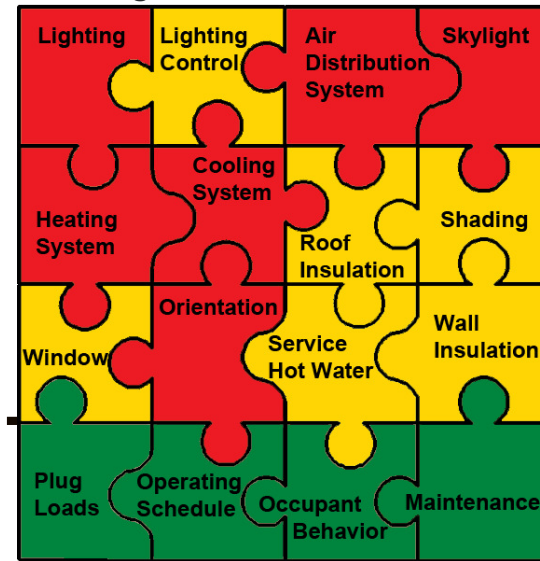 Lighting
Lighting
Control
Air
Distribution
System
Skylight
Heating
System
Cooling
System
Roof
Insulation
Shading
Window
Orientation
Service
Hot Water
Wall
Insulation
Plug
Loads
Operating
Schedule
Occupant
Behavior
Maintenance